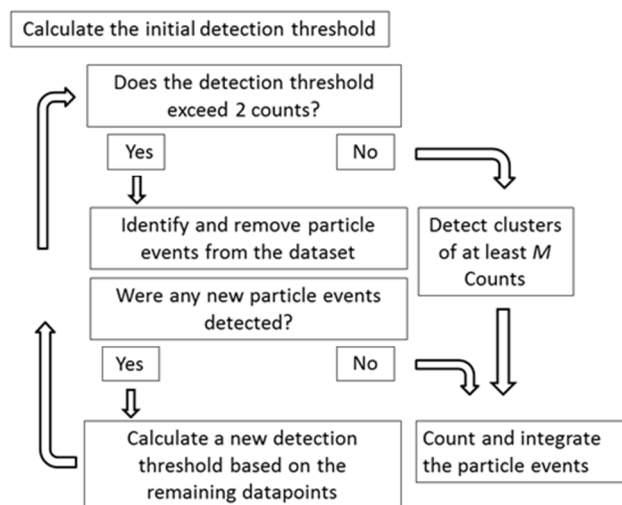 Calculate the initial detection threshold
Does the detection threshold
exceed 2 counts?
Yes
No
Identify and remove particle
events from the dataset
Detect clusters
of at least M
Counts
Were any new particle events
detected?
Yes
No
Calculate a new detection
threshold based on the
remaining datapoints
Count and integrate
the particle events